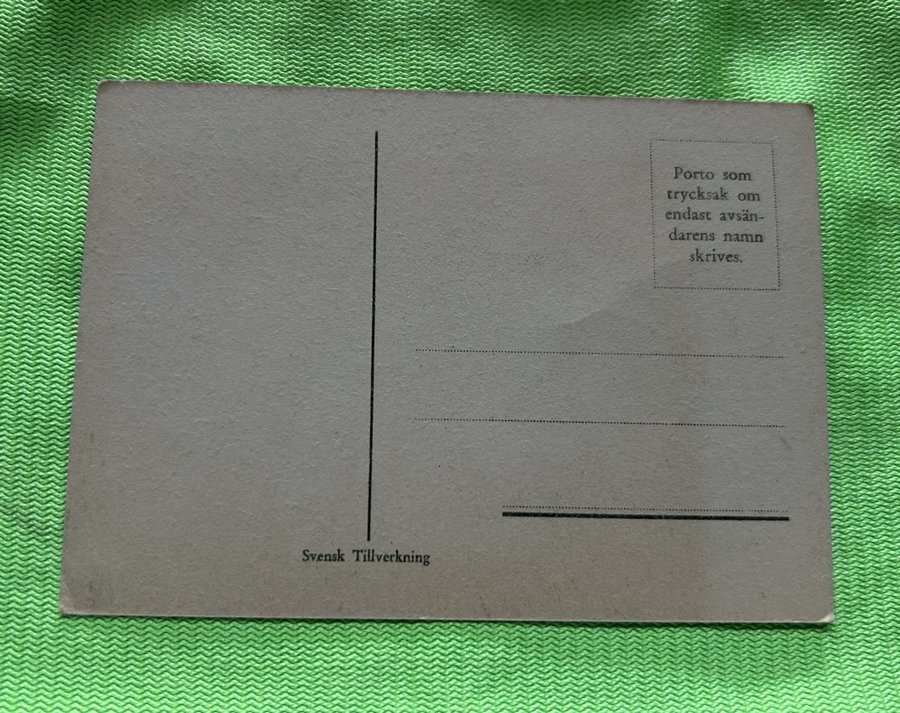 Porto som
trycksak om
endast avsän-
darens namn
skrives.
Svensk Tillverkning